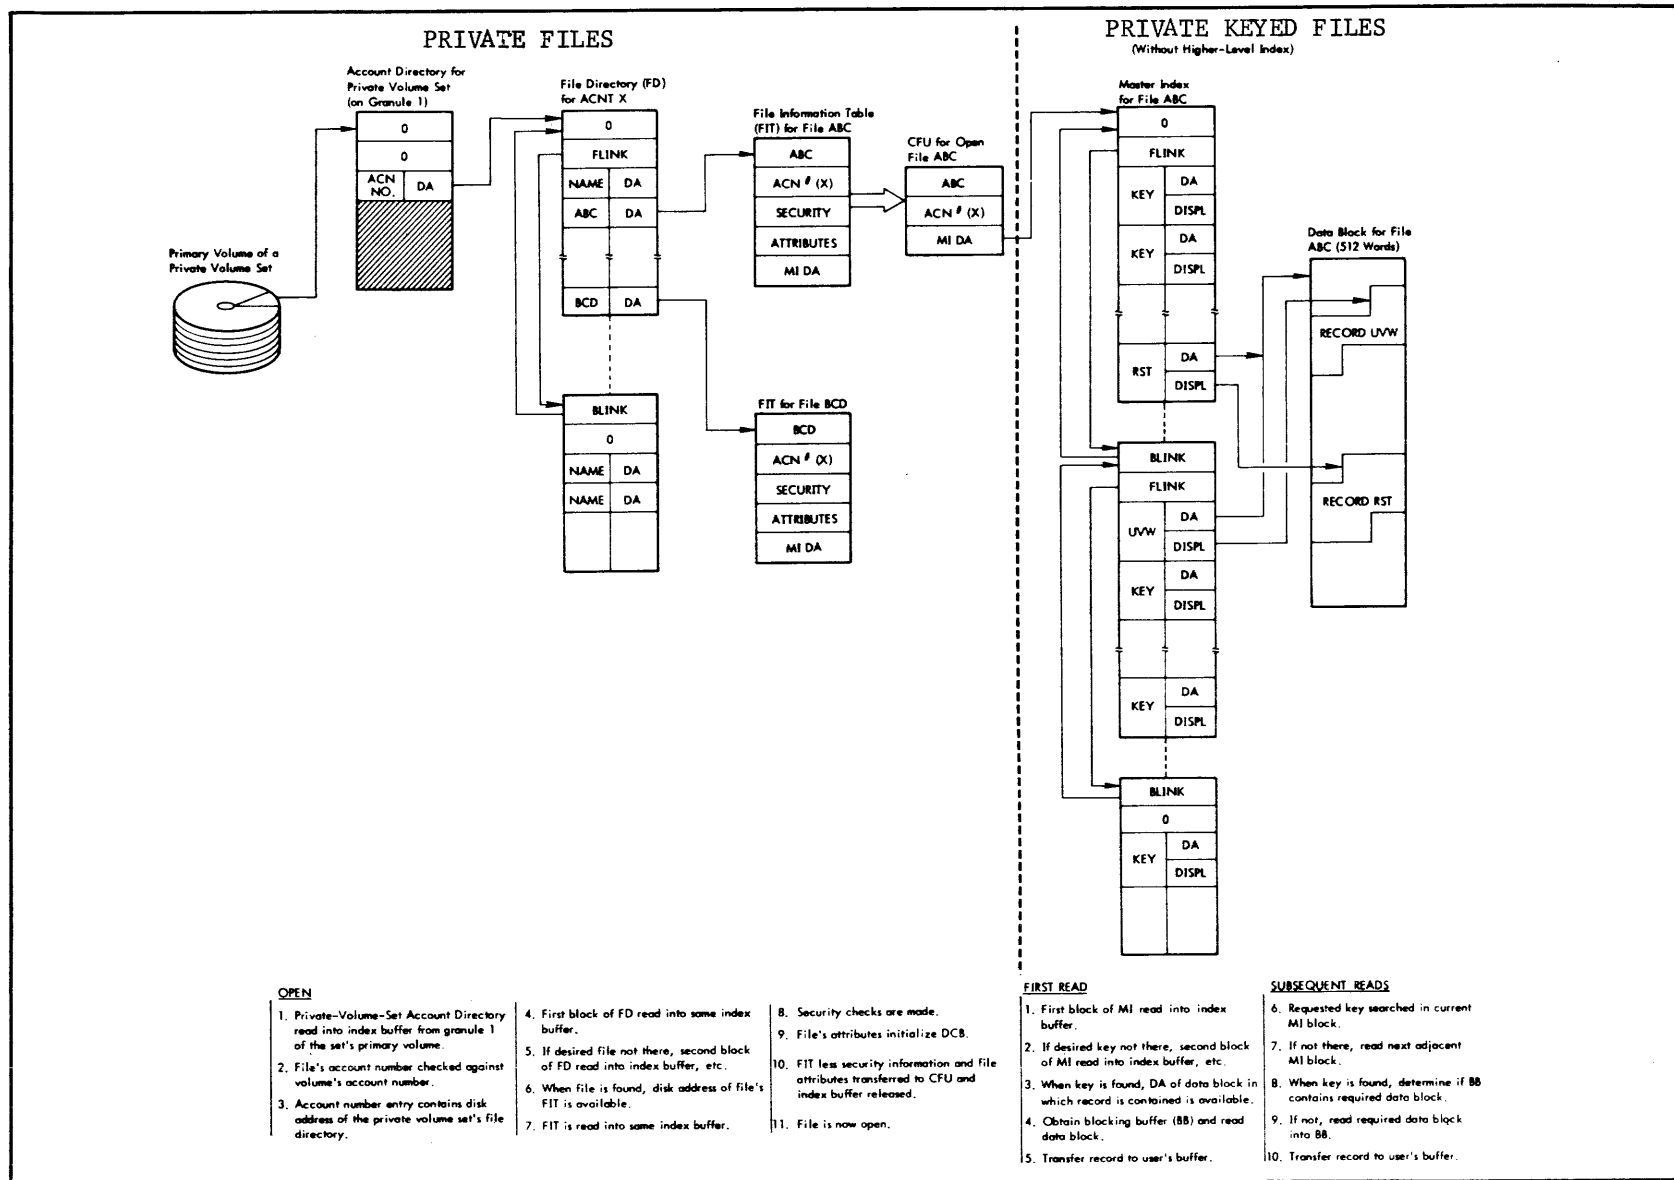 PRIVATE FILES
Account Directory for
Private Volume Set
(on Granule 1)
0
0
ACN
NO.
DA
Primary Volume of a
Private Volume Set
File Directory (FD)
for ACNT X
0
FLINK
NAME DA
ABC DA
BCD DA
BLINK
0
NAME DA
NAME DA
File Information Table
(FIT) for File ABC
ABC
ACN # (X)
SECURITY
ATTRIBUTES
MI DA
CFU for Open
File ABC
ABC
ACN # (X)
MI DA
FIT for File BCD
BCD
ACN # (X)
SECURITY
ATTRIBUTES
MI DA
PRIVATE KEYED FILES
(Without Higher-Level Index)
Master Index
for File ABC
0
FLINK
KEY
DA
DISPL
KEY
DA
DISPL
RST
DA
DISPL
BLINK
FLINK
UVW
DA
DISPL
KEY
DA
DISPL
KEY
DA
DISPL
BLINK
0
KEY
DA
DISPL
Data Block for File
ABC (512 Words)
RECORD UVW
RECORD RST
OPEN
1. Private-Volume-Set Account Directory
read into index buffer from granule 1
of the set's primary volume.
2. File's account number checked against
volume's account number.
3. Account number entry contains disk
address of the private volume set's file
directory.
4. First block of FD read into same index
buffer.
5. If desired file not there, second block
of FD read into index buffer, etc.
6. When file is found, disk address of file's
FIT is available.
7. FIT is read into same index buffer.
8. Security checks are made.
9. File's attributes initialize DCB.
10. FIT less security information and file
attributes transferred to CFU and
index buffer released.
11. File is now open.
FIRST READ
1. First block of MI read into index
buffer.
2. If desired key not there, second block
of MI read into index buffer, etc.
3. When key is found, DA of data block in
which record is contained is available.
4. Obtain blocking buffer (BB) and read
data block.
5. Transfer record to user's buffer.
SUBSEQUENT READS
6. Requested key searched in current
MI block.
7. If not there, read next adjacent
MI block.
8. When key is found, determine if BB
contains required data block.
9. If not, read required data block
into BB.
10. Transfer record to user's buffer.